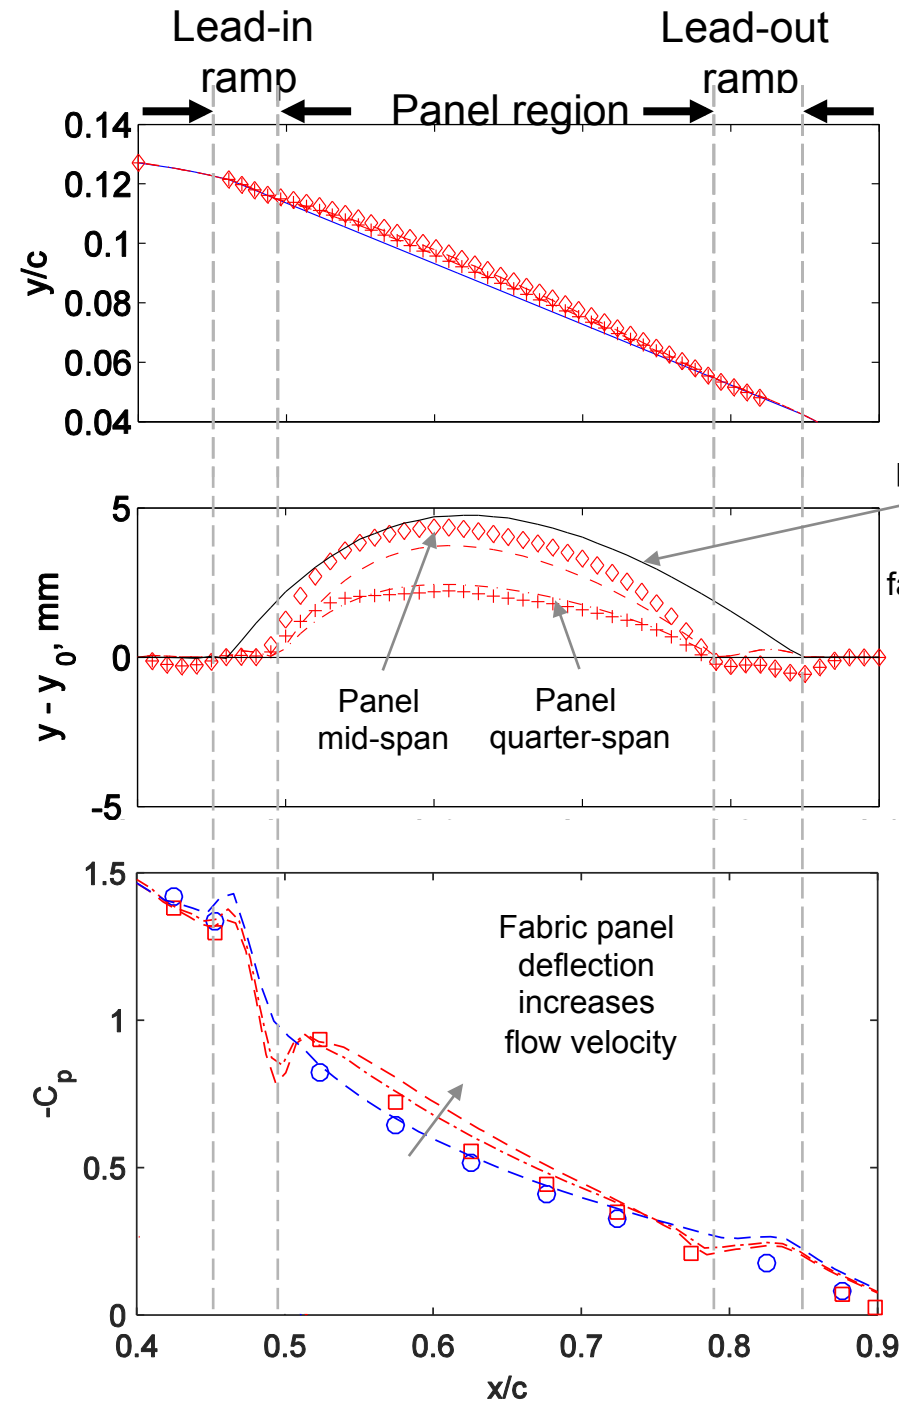 Lead-in
ramp
Lead-out
ramp
Panel region
0.14
0.12
0.1
0.08
0.06
0.04
y/c
5
0
-5
y - y 0, mm
fa
Panel
mid-span
Panel
quarter-span
1.5
1
0.5
0
-Cp
Fabric panel
deflection
increases
flow velocity
0.4 0.5 0.6 0.7 0.8 0.9
x/c